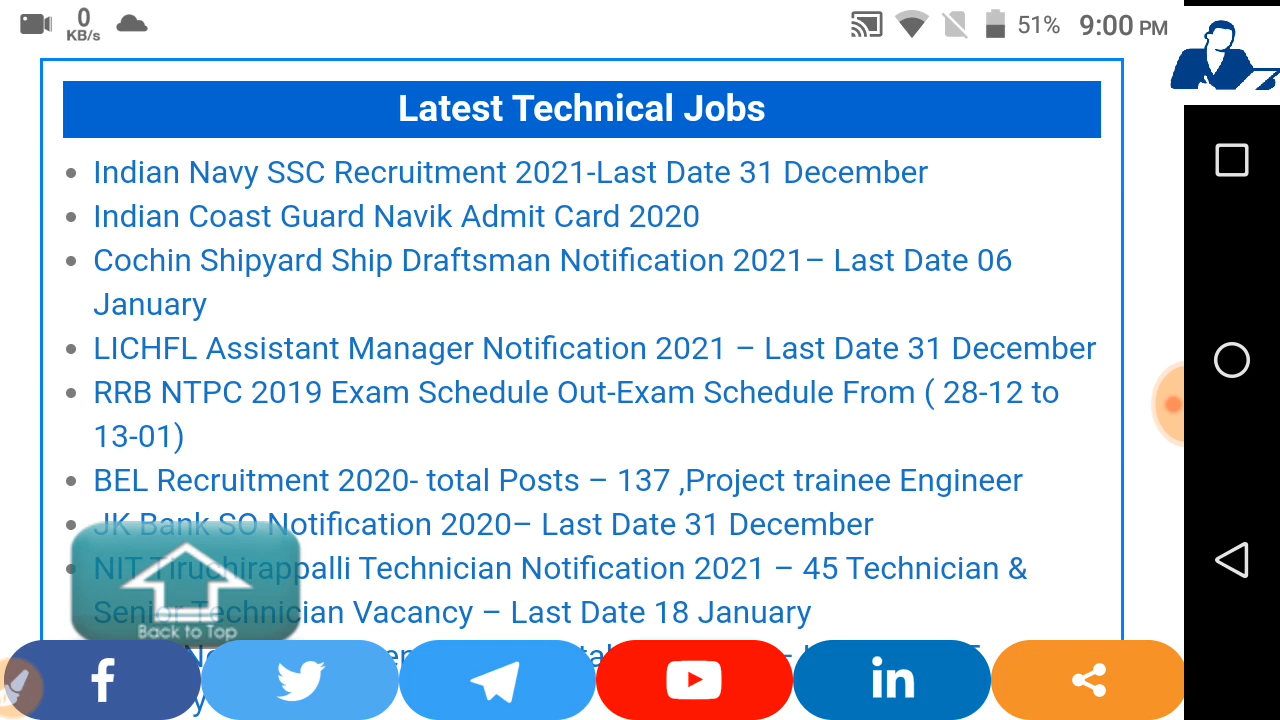 0
KB/s
51% 9:00 PM
Latest Technical Jobs
Indian Navy SSC Recruitment 2021-Last Date 31 December
Indian Coast Guard Navik Admit Card 2020
Cochin Shipyard Ship Draftsman Notification 2021– Last Date 06
January
LICHFL Assistant Manager Notification 2021 – Last Date 31 December
RRB NTPC 2019 Exam Schedule Out-Exam Schedule From ( 28-12 to
13-01)
BEL Recruitment 2020- total Posts – 137 ,Project trainee Engineer
JK Bank SO Notification 2020– Last Date 31 December
NIT Tiruchirappalli Technician Notification 2021 – 45 Technician &
Senior Technician Vacancy – Last Date 18 January
Back to Top